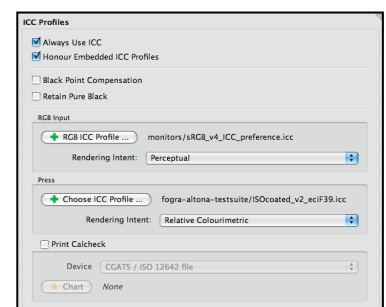 ICC Profiles
Always Use ICC
Honour Embedded ICC Profiles
Black Point Compensation
Retain Pure Black
RGB Input
RGB ICC Profile ... monitors/sRGB_v4_ICC_preference.icc
Rendering Intent: Perceptual
Press
Choose ICC Profile ... fogra-altona-testsuite/ISOcoated_v2_eciF39.icc
Rendering Intent: Relative Colourimetric
Print Calcheck
Device CGATS / ISO 12642 file
Chart None